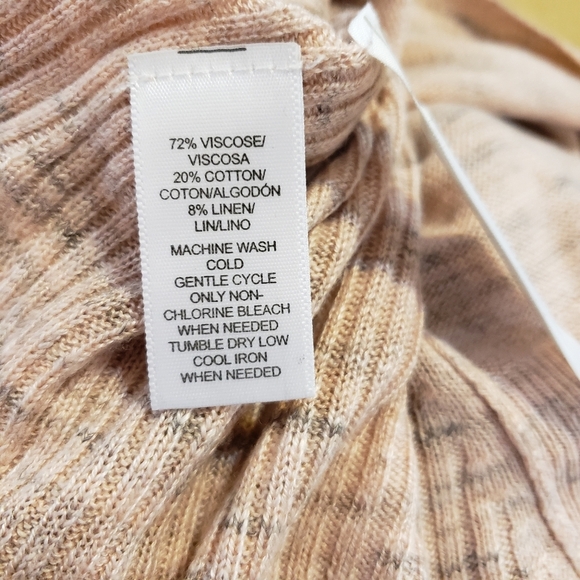 72% VISCOSE/
VISCOSA
20% COTTON/
COTON/ALGODÓN
8% LINEN/
LIN/LINO
MACHINE WASH
COLD
GENTLE CYCLE
ONLY NON-
CHLORINE BLEACH
WHEN NEEDED
TUMBLE DRY LOW
COOL IRON
WHEN NEEDED